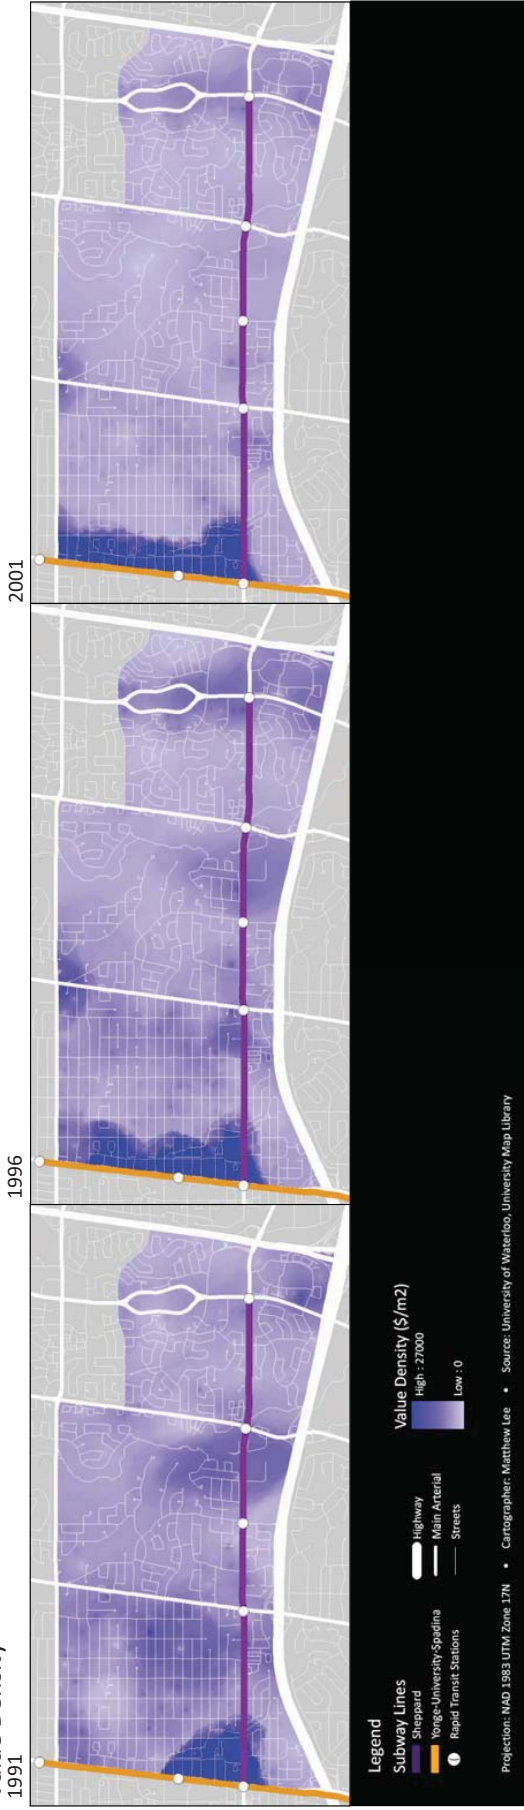 1991
1996
2001
Legend
Subway Lines
Sheppard
Yonge-University-Spadina
Rapid Transit Stations
Highway
Main Arterial
Streets
Value Density ($/m2)
High : 27000
Low : 0
Projection: NAD 1983 UTM Zone 17N • Cartographer: Matthew Lee • Source: University of Waterloo, University Map Library